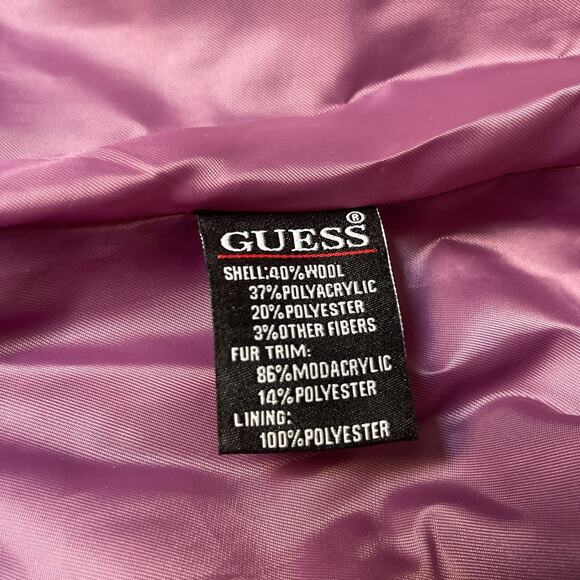 GUESS®
SHELL:40%WOOL
37%POLYACRYLIC
20%POLYESTER
3%OTHER FIBERS
FUR TRIM:
86%MODACRYLIC
14%POLYESTER
LINING:
100%POLYESTER